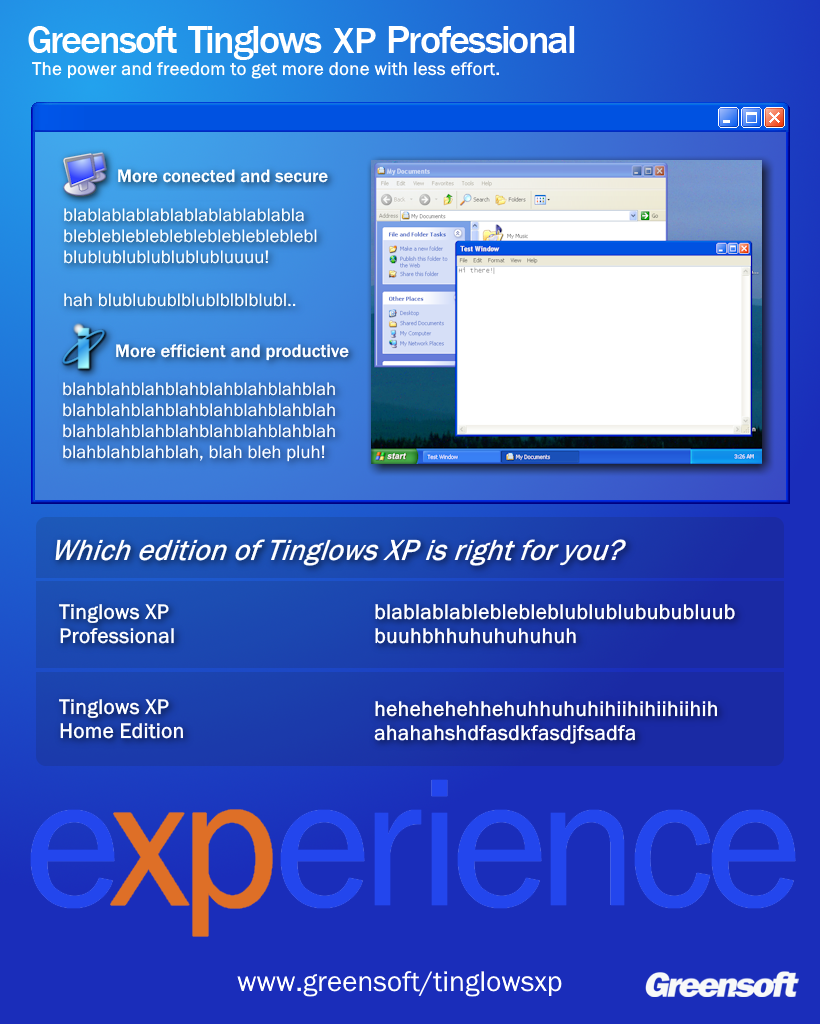 Greensoft Tinglows XP Professional
The power and freedom to get more done with less effort.
More conected and secure
blablablablablablablablablabla
blebleblebleblebleblebleblebleblebl
blublublublublublubluuuu!
hah blublubublblublblblblubl..
More efficient and productive
blahblahblahblahblahblahblahblah
blahblahblahblahblahblahblahblah
blahblahblahblahblahblahblahblah
blahblahblahblah, blah bleh pluh!
My Documents
File Edit View Favorites Tools Help
Back Search Folders
Address My Documents Go
File and Folder Tasks
Make a new folder
Publish this folder to
the Web
Share this folder
Other Places
Desktop
Shared Documents
My Computer
My Network Places
My Music
Test Window
File Edit Format View Help
Hi there!
start Test Window My Documents 3:26 AM
Which edition of Tinglows XP is right for you?
Tinglows XP
Professional
blablablableblebleblublublubububluub
buuhbhhuhuhuhuhuh
Tinglows XP
Home Edition
hehehehehhehuhhuhuhihiihihiihiihih
ahahahshdfasdkfasdjfsadfa
experience
www.greensoft/tinglowsxp
Greensoft